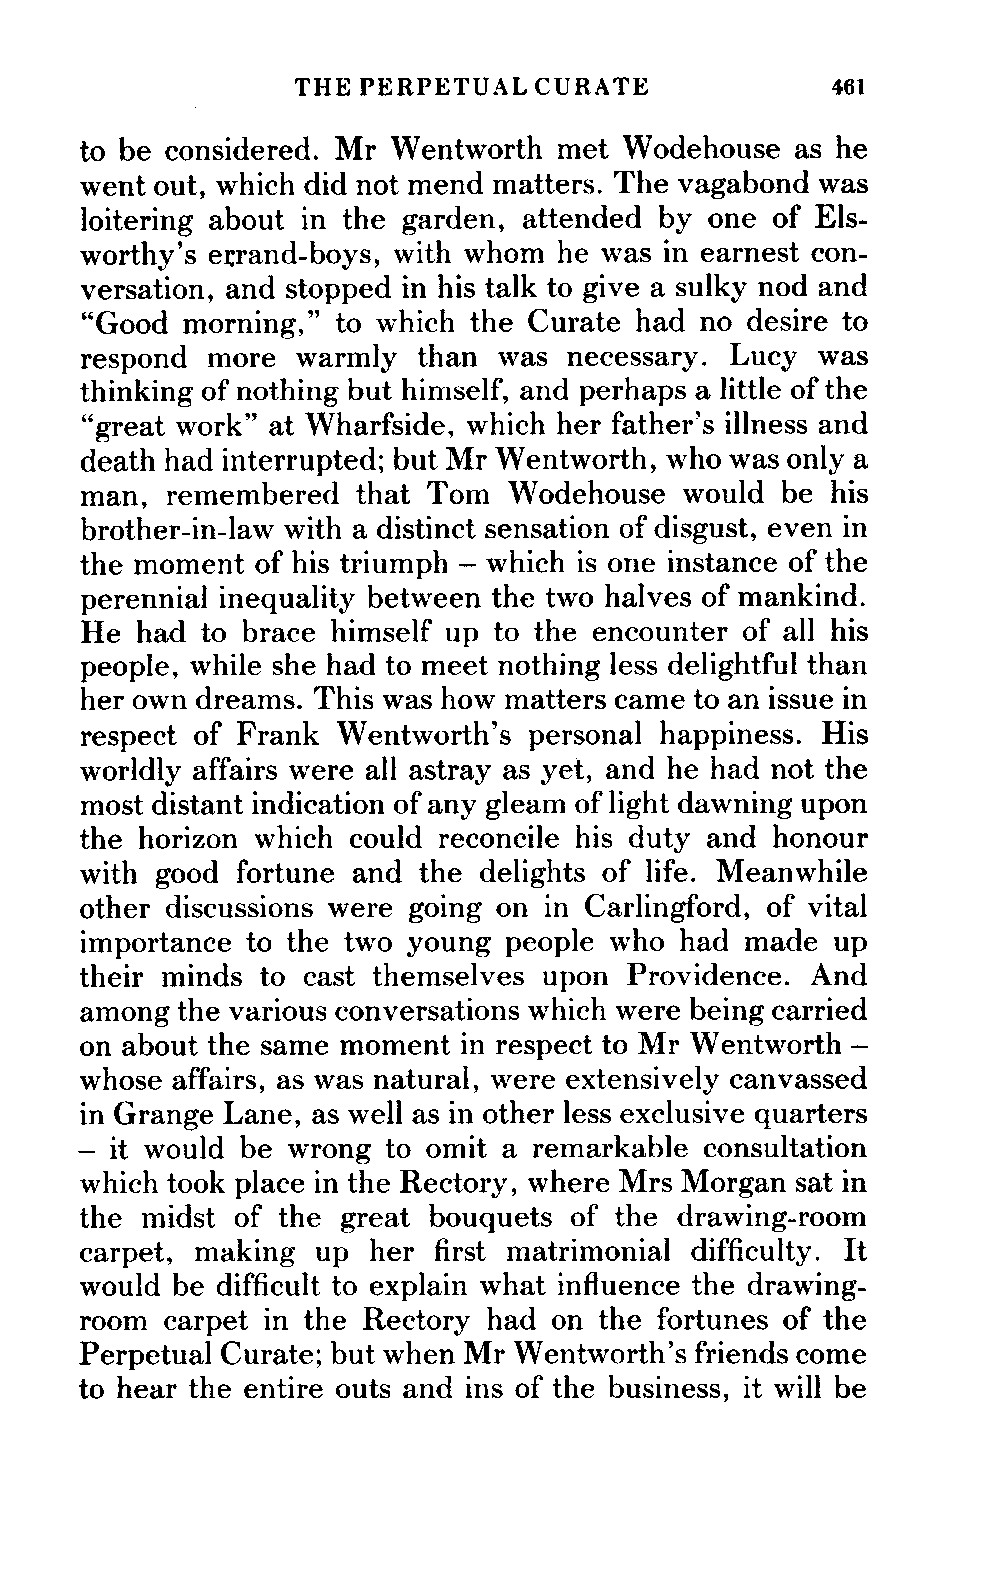 THE PERPETUAL CURATE 461
to be considered. Mr Wentworth met Wodehouse as he
went out, which did not mend matters. The vagabond was
loitering about in the garden, attended by one of Els-
worthy's errand-boys, with whom he was in earnest con-
versation, and stopped in his talk to give a sulky nod and
“Good morning,” to which the Curate had no desire to
respond more warmly than was necessary. Lucy was
thinking of nothing but himself, and perhaps a little of the
“great work” at Wharfside, which her father's illness and
death had interrupted; but Mr Wentworth, who was only a
man, remembered that Tom Wodehouse would be his
brother-in-law with a distinct sensation of disgust, even in
the moment of his triumph – which is one instance of the
perennial inequality between the two halves of mankind.
He had to brace himself up to the encounter of all his
people, while she had to meet nothing less delightful than
her own dreams. This was how matters came to an issue in
respect of Frank Wentworth's personal happiness. His
worldly affairs were all astray as yet, and he had not the
most distant indication of any gleam of light dawning upon
the horizon which could reconcile his duty and honour
with good fortune and the delights of life. Meanwhile
other discussions were going on in Carlingford, of vital
importance to the two young people who had made up
their minds to cast themselves upon Providence. And
among the various conversations which were being carried
on about the same moment in respect to Mr Wentworth –
whose affairs, as was natural, were extensively canvassed
in Grange Lane, as well as in other less exclusive quarters
– it would be wrong to omit a remarkable consultation
which took place in the Rectory, where Mrs Morgan sat in
the midst of the great bouquets of the drawing-room
carpet, making up her first matrimonial difficulty. It
would be difficult to explain what influence the drawing-
room carpet in the Rectory had on the fortunes of the
Perpetual Curate; but when Mr Wentworth's friends come
to hear the entire outs and ins of the business, it will be